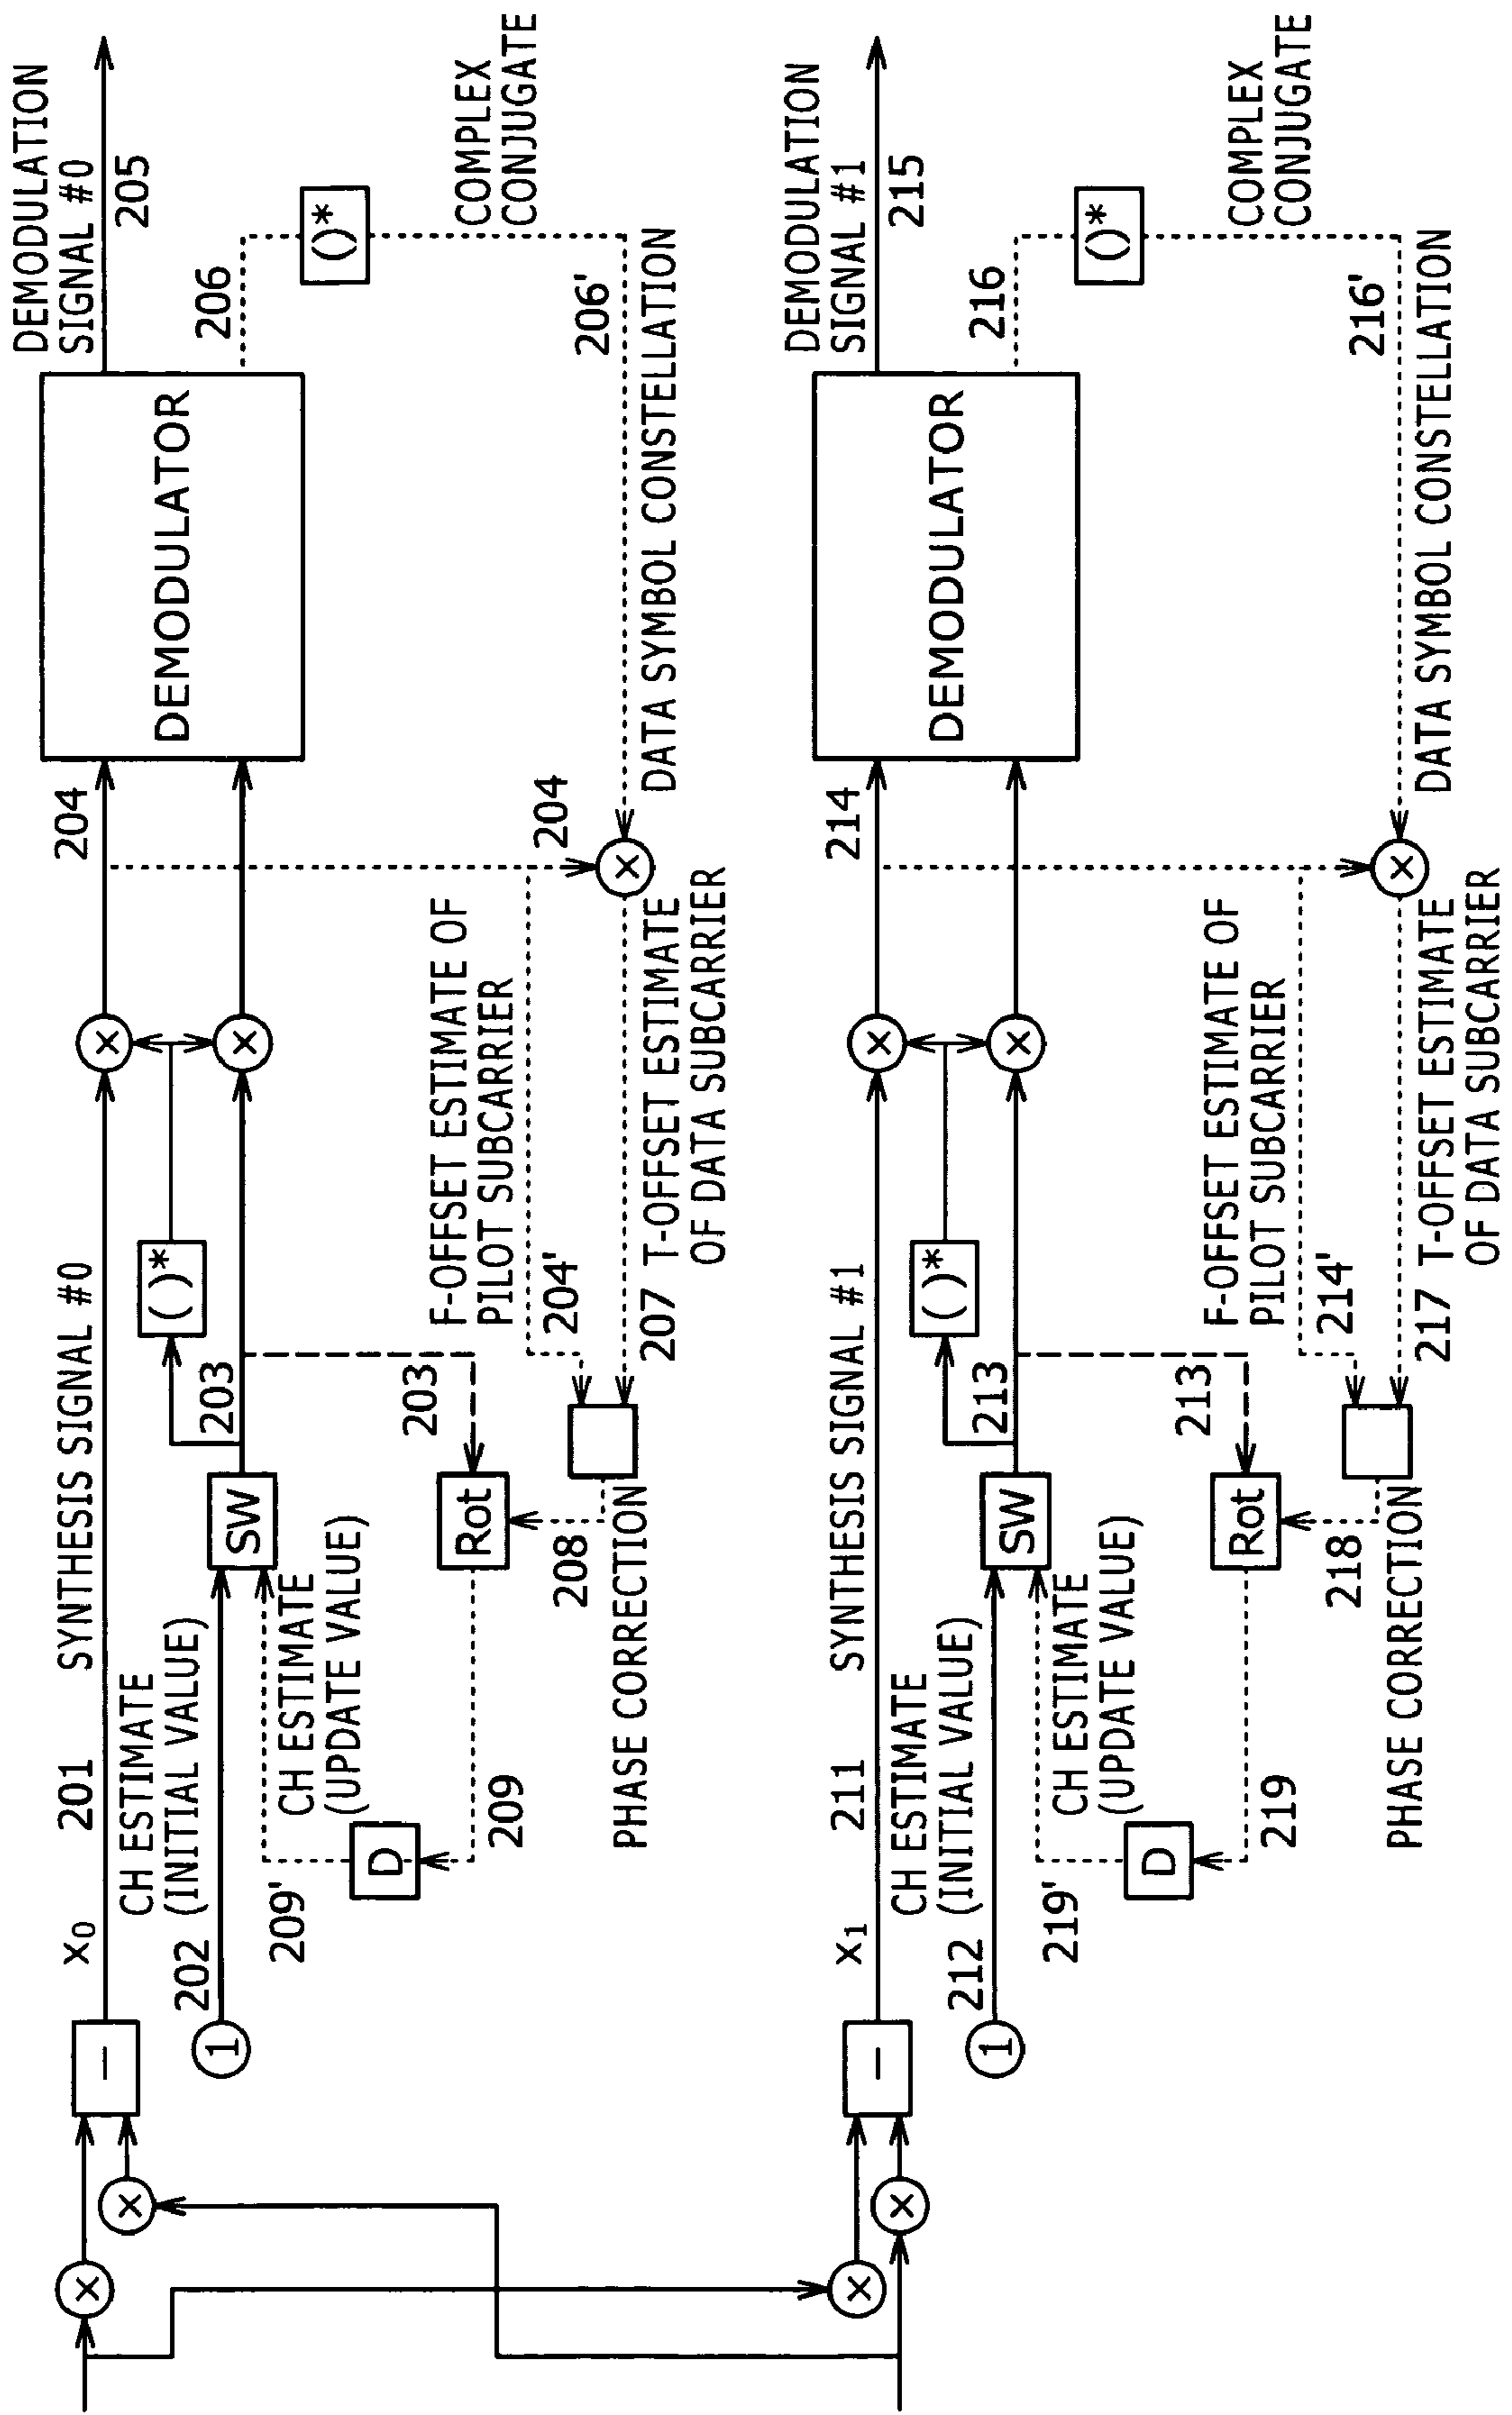 DEMODULATION
SIGNAL #0
205
COMPLEX
CONJUGATE
()*
206
206'
DEMODULATOR
DATA SYMBOL CONSTELLATION
204
204
×
×
×
F-OFFSET ESTIMATE OF
PILOT SUBCARRIER
204'
207 T-OFFSET ESTIMATE
OF DATA SUBCARRIER
( )*
SYNTHESIS SIGNAL #0
203
203
SW
Rot
208
PHASE CORRECTION
201
x₀
CH ESTIMATE
(INITIAL VALUE)
202
CH ESTIMATE
(UPDATE VALUE)
209
209'
D
1
−
×
×
DEMODULATION
SIGNAL #1
215
COMPLEX
CONJUGATE
()*
216
216'
DEMODULATOR
DATA SYMBOL CONSTELLATION
214
×
×
×
F-OFFSET ESTIMATE OF
PILOT SUBCARRIER
214'
217 T-OFFSET ESTIMATE
OF DATA SUBCARRIER
( )*
SYNTHESIS SIGNAL #1
213
213
SW
Rot
218
PHASE CORRECTION
211
x₁
CH ESTIMATE
(INITIAL VALUE)
212
CH ESTIMATE
(UPDATE VALUE)
219
219'
D
1
−
×
×